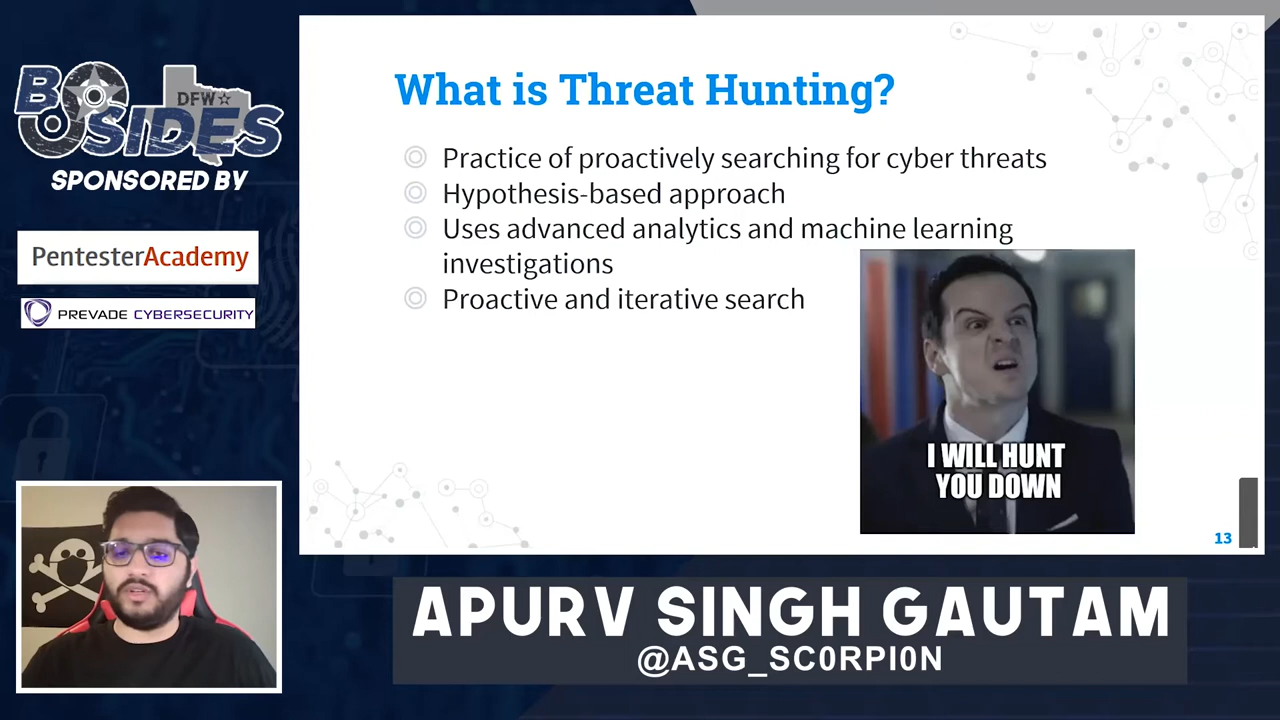 BSIDES
DFW
SPONSORED BY
PentesterAcademy
PREVADE CYBERSECURITY
What is Threat Hunting?
Practice of proactively searching for cyber threats
Hypothesis-based approach
Uses advanced analytics and machine learning
investigations
Proactive and iterative search
I WILL HUNT
YOU DOWN
13
APURV SINGH GAUTAM
@ASG_SC0RPI0N